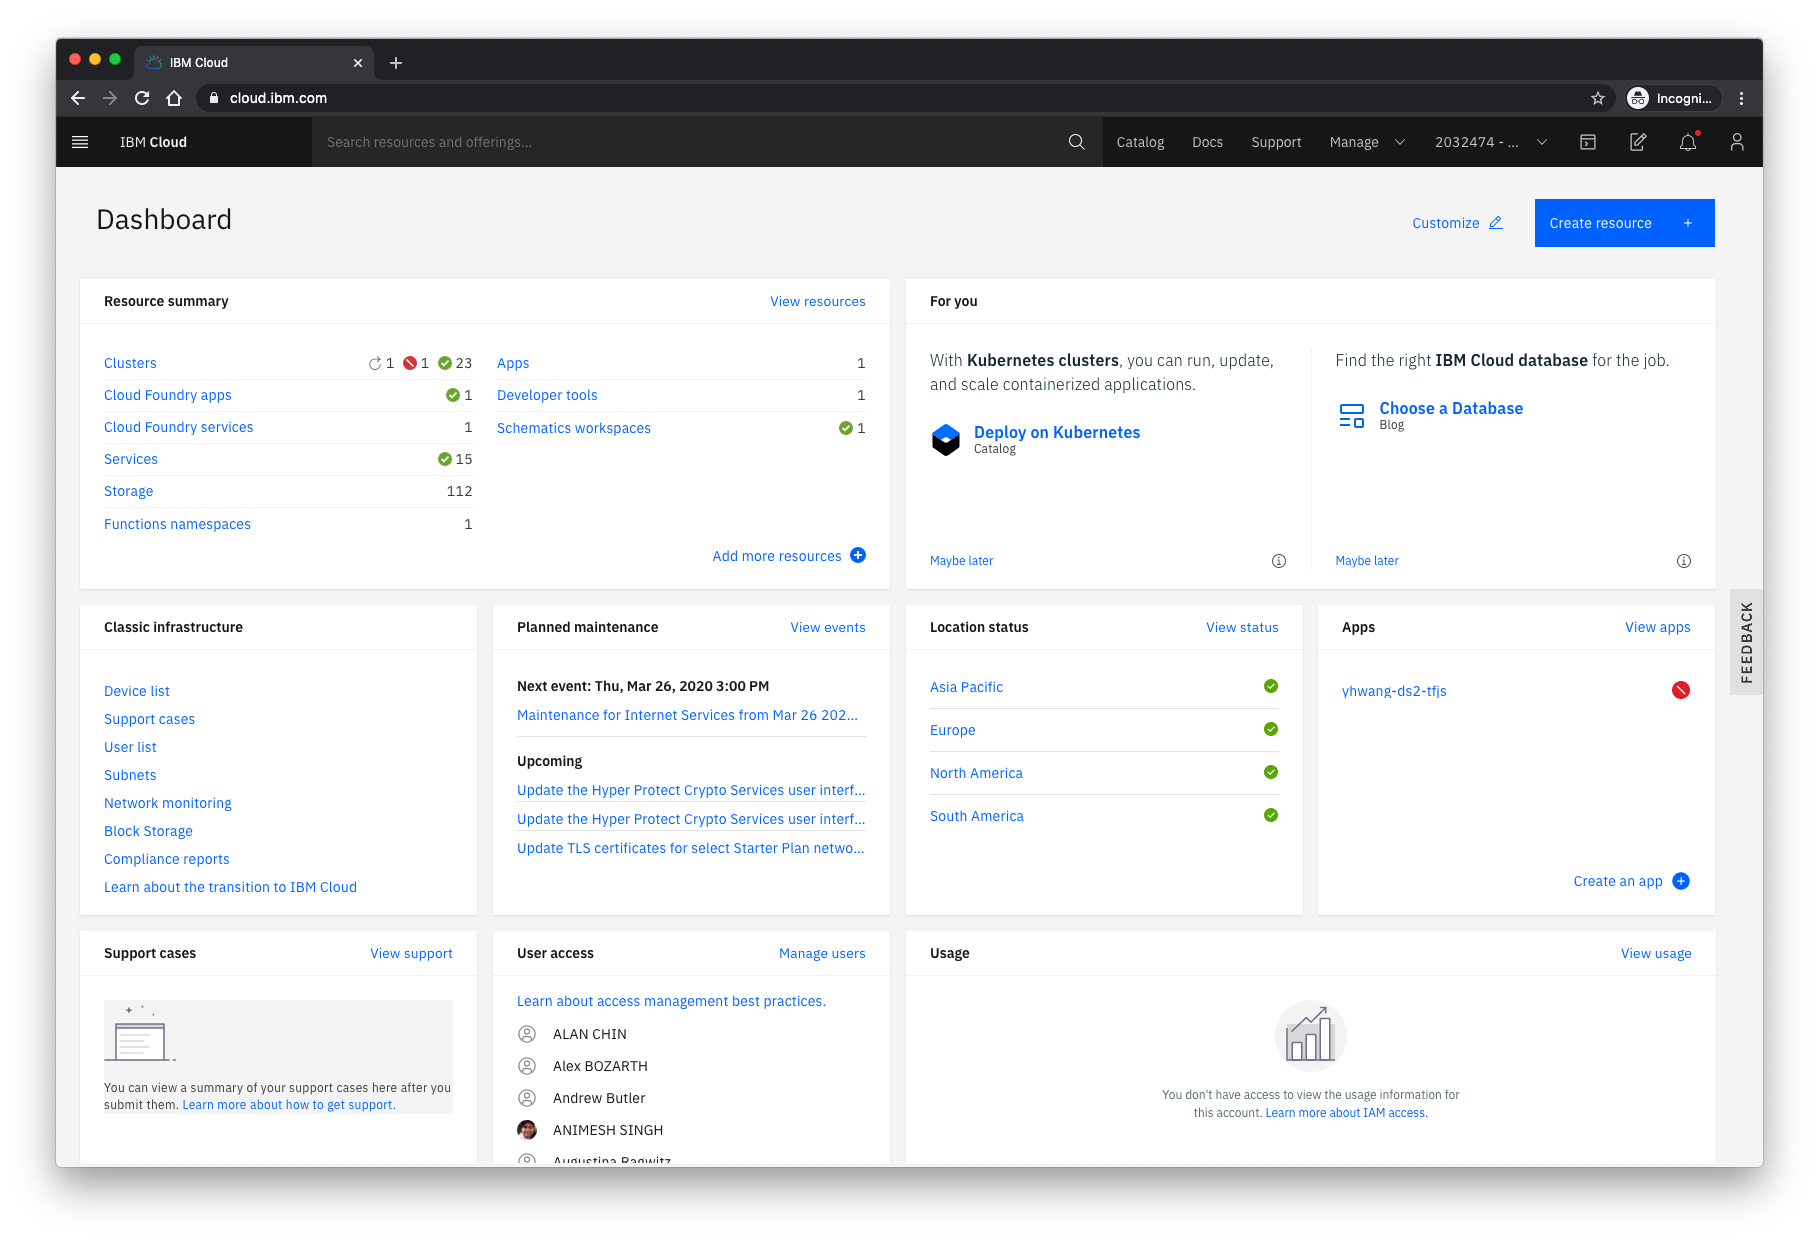 IBM Cloud
cloud.ibm.com
Incogni...
IBM Cloud
Search resources and offerings...
Catalog
Docs
Support
Manage
2032474 - ...
Dashboard
Customize
Create resource +
Resource summary
View resources
Clusters 1 1 23
Cloud Foundry apps 1
Cloud Foundry services 1
Services 15
Storage 112
Functions namespaces 1
Apps 1
Developer tools 1
Schematics workspaces 1
Add more resources
For you
With Kubernetes clusters, you can run, update,
and scale containerized applications.
Deploy on Kubernetes
Catalog
Maybe later
Find the right IBM Cloud database for the job.
Choose a Database
Blog
Maybe later
FEEDBACK
Classic infrastructure
Device list
Support cases
User list
Subnets
Network monitoring
Block Storage
Compliance reports
Learn about the transition to IBM Cloud
Planned maintenance
View events
Next event: Thu, Mar 26, 2020 3:00 PM
Maintenance for Internet Services from Mar 26 202...
Upcoming
Update the Hyper Protect Crypto Services user interf...
Update the Hyper Protect Crypto Services user interf...
Update TLS certificates for select Starter Plan netwo...
Location status
View status
Asia Pacific
Europe
North America
South America
Apps
View apps
yhwang-ds2-tfjs
Create an app
Support cases
View support
You can view a summary of your support cases here after you
submit them. Learn more about how to get support.
User access
Manage users
Learn about access management best practices.
ALAN CHIN
Alex BOZARTH
Andrew Butler
ANIMESH SINGH
Augustina Ragwitz
Usage
View usage
You don't have access to view the usage information for
this account. Learn more about IAM access.